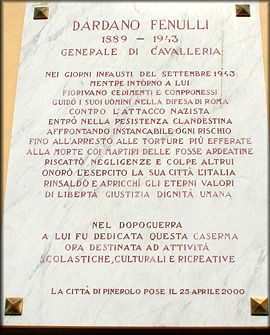 DARDANO FENULLI
1889 - 1943
GENERALE DI CAVALLERIA
NEI GIORNI INFAUSTI DEL SETTEMBRE 1943
MENTRE INTORNO A LUI
FIORIVANO CEDIMENTI E COMPROMESSI
GUIDÒ I SUOI UOMINI NELLA DIFESA DI ROMA
CONTRO L'ATTACCO NAZISTA
ENTRÒ NELLA RESISTENZA CLANDESTINA
AFFRONTANDO INSTANCABILE OGNI RISCHIO
FINO ALL'ARRESTO ALLE TORTURE PIÙ EFFERATE
ALLA MORTE COI MARTIRI DELLE FOSSE ARDEATINE
RISCATTÒ NEGLIGENZE E COLPE ALTRUI
ONORÒ L'ESERCITO LA SUA CITTÀ L'ITALIA
RINSALDÒ E ARRICCHÌ GLI ETERNI VALORI
DI LIBERTÀ GIUSTIZIA DIGNITÀ UMANA
NEL DOPOGUERRA
A LUI FU DEDICATA QUESTA CASERMA
ORA DESTINATA AD ATTIVITÀ
SCOLASTICHE, CULTURALI E RICREATIVE
LA CITTÀ DI PINEROLO POSE IL 25 APRILE 2000